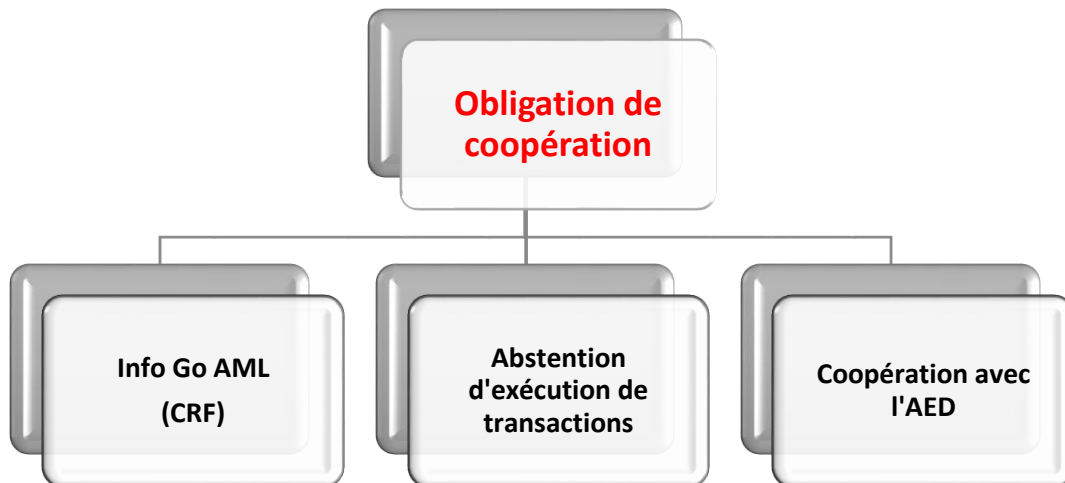 Obligation de
coopération
Info Go AML
(CRF)
Abstention
d'exécution de
transactions
Coopération avec
l'AED